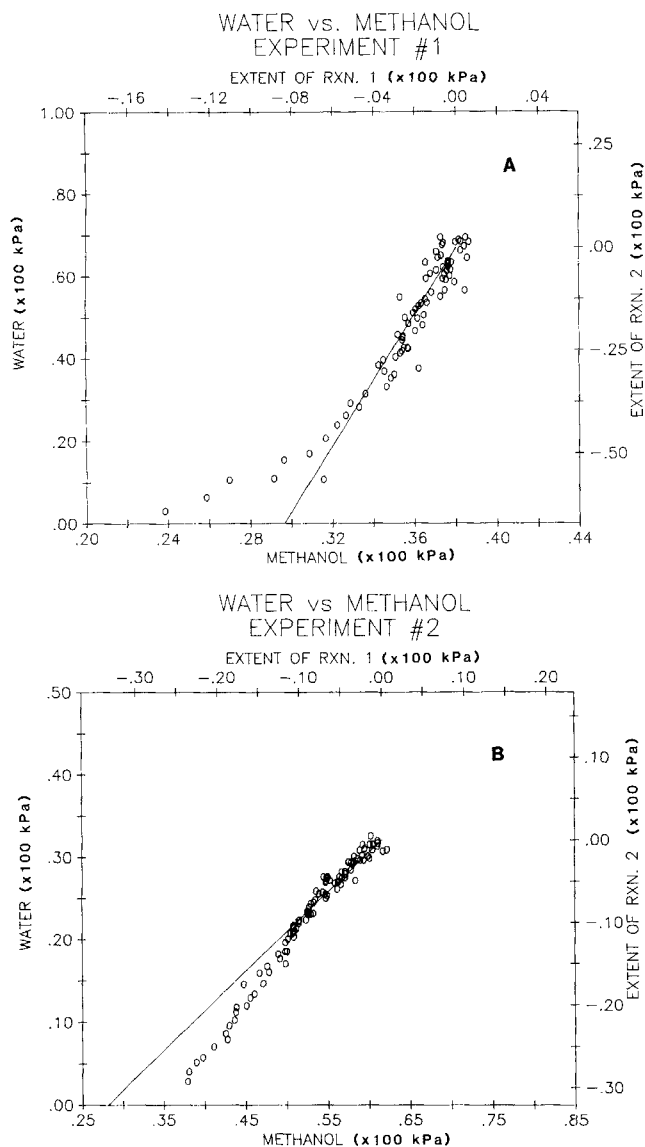 WATER vs. METHANOL
EXPERIMENT #1
EXTENT OF RXN. 1 (x100 kPa)
-.16 -.12 -.08 -.04 .00 .04
1.00
.80
.60
.40
.20
.00
WATER (x100 kPa)
A
.25
.00
-.25
-.50
EXTENT OF RXN. 2 (x100 kPa)
.20 .24 .28 .32 .36 .40 .44
METHANOL (x100 kPa)
WATER vs METHANOL
EXPERIMENT #2
EXTENT OF RXN. 1 (x100 kPa)
-.30 -.20 -.10 .00 .10 .20
.50
.40
.30
.20
.10
.00
WATER (x100 kPa)
B
.10
.00
-.10
-.20
-.30
EXTENT OF RXN. 2 (x100 kPa)
.25 .35 .45 .55 .65 .75 .85
METHANOL (x100 kPa)